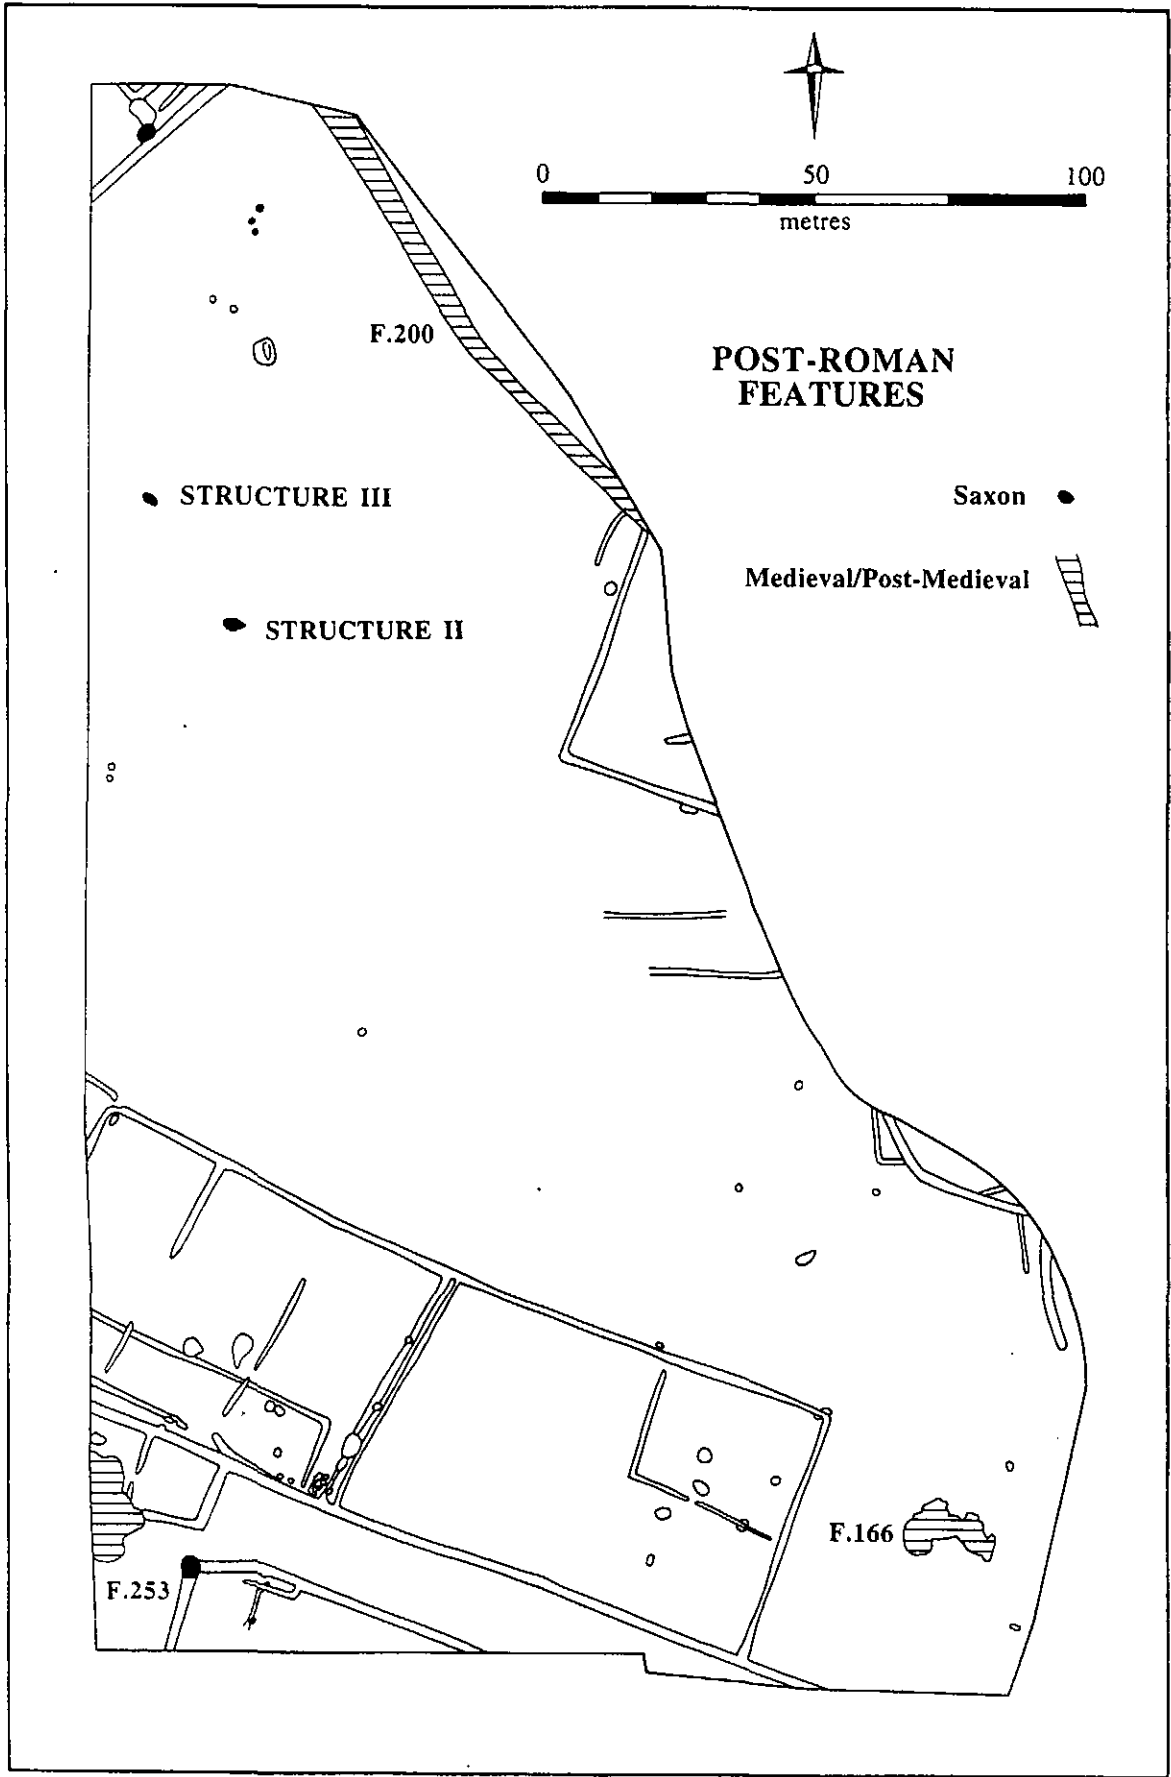 0 50 100
metres
F.200
POST-ROMAN
FEATURES
STRUCTURE III
Saxon
Medieval/Post-Medieval
STRUCTURE II
F.166
F.253